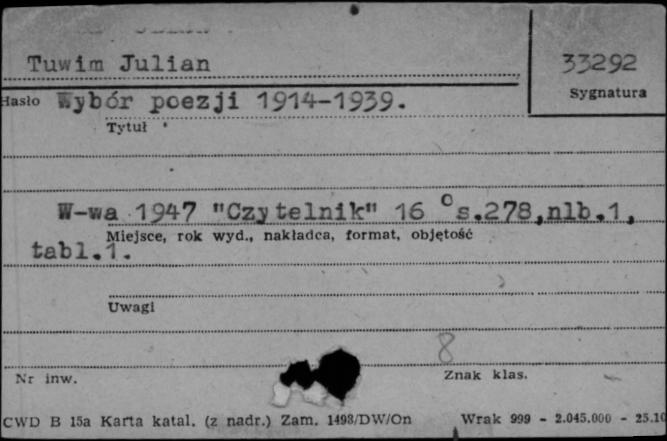 Tuwim Julian
33292
Hasło Wybór poezji 1914-1939.
Sygnatura
Tytuł
W-wa 1947 "Czytelnik" 16 ° s.278,nlb.1,
Miejsce, rok wyd., nakładca, format, objętość
tabl.1.
Uwagi
8
Nr inw.
Znak klas.
CWD B 15a Karta katal. (z nadr.) Zam. 1498/DW/On Wrak 999 - 2.045.000 - 25.10